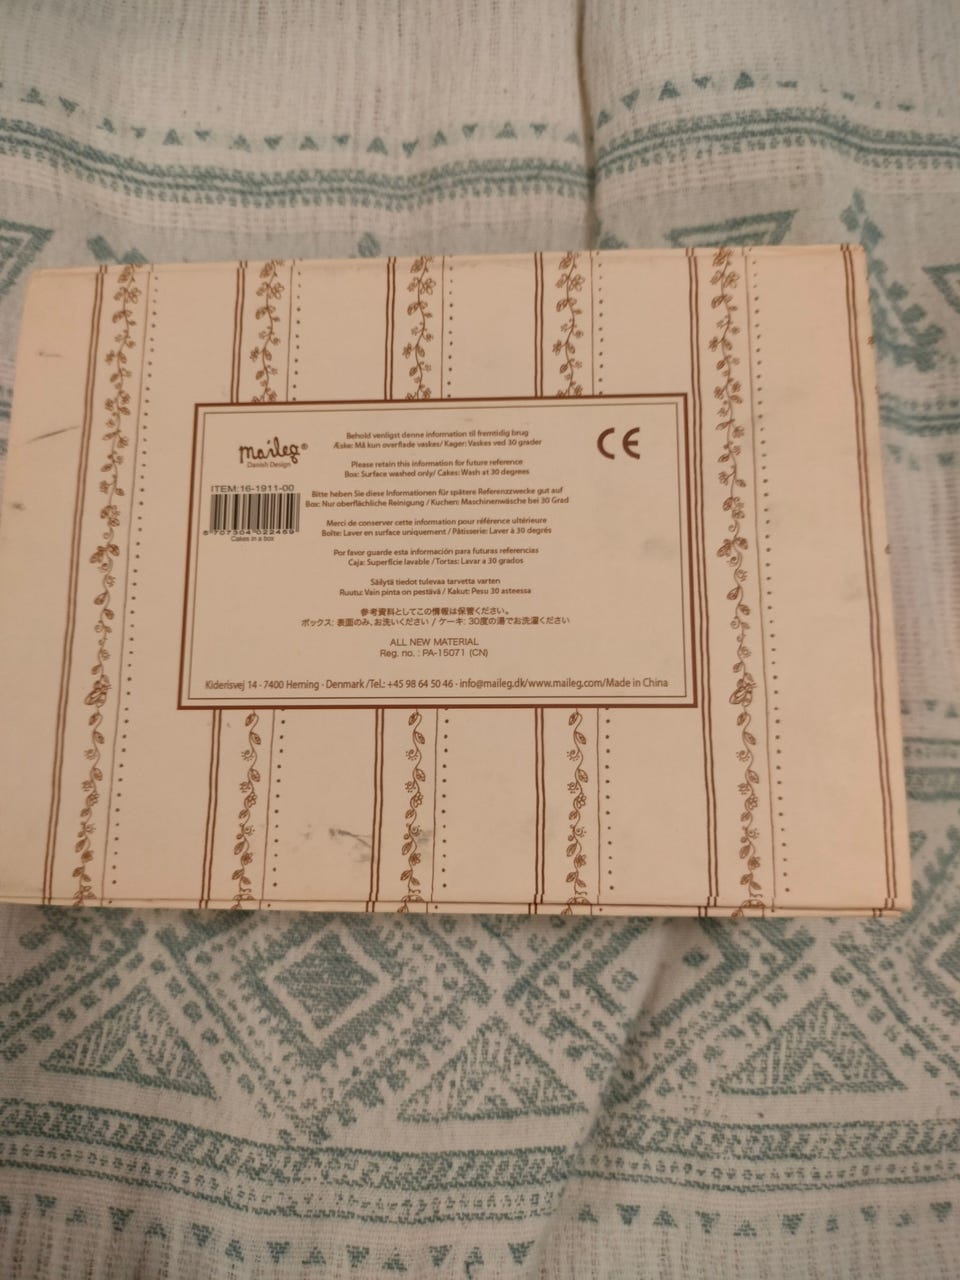 maileg®
Danish Design
ITEM:16-1911-00
5 707304 022469
Cakes in a box
Behold venligst denne information til fremtidig brug
Æske: Må kun overflade vaskes/ Kager: Vaskes ved 30 grader
Please retain this information for future reference
Box: Surface washed only/ Cakes: Wash at 30 degrees
Bitte heben Sie diese Informationen für spätere Referenzzwecke gut auf
Box: Nur oberflächliche Reinigung / Kuchen: Maschinenwäsche bei 30 Grad
Merci de conserver cette information pour référence ultérieure
Boîte: Laver en surface uniquement / Pâtisserie: Laver à 30 degrés
Por favor guarde esta información para futuras referencias
Caja: Superficie lavable / Tortas: Lavar a 30 grados
Säilytä tiedot tulevaa tarvetta varten
Ruutu: Vain pinta on pestävä / Kakut: Pesu 30 asteessa
参考資料としてこの情報は保管ください。
ボックス: 表面のみ、お洗いください / ケーキ: 30度の湯でお洗濯ください
ALL NEW MATERIAL
Reg. no. : PA-15071 (CN)
Kiderisvej 14 - 7400 Herning · Denmark /Tel.: +45 98 64 50 46 · info@maileg.dk/www.maileg.com/Made in China
CE